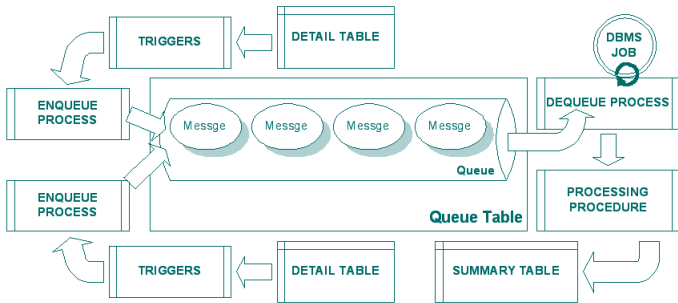 DBMS
JOB
TRIGGERS
DETAIL TABLE
ENQUEUE
PROCESS
DEQUEUE PROCESS
Messge
Messge
Messge
Messge
Queue
ENQUEUE
PROCESS
PROCESSING
PROCEDURE
Queue Table
TRIGGERS
DETAIL TABLE
SUMMARY TABLE